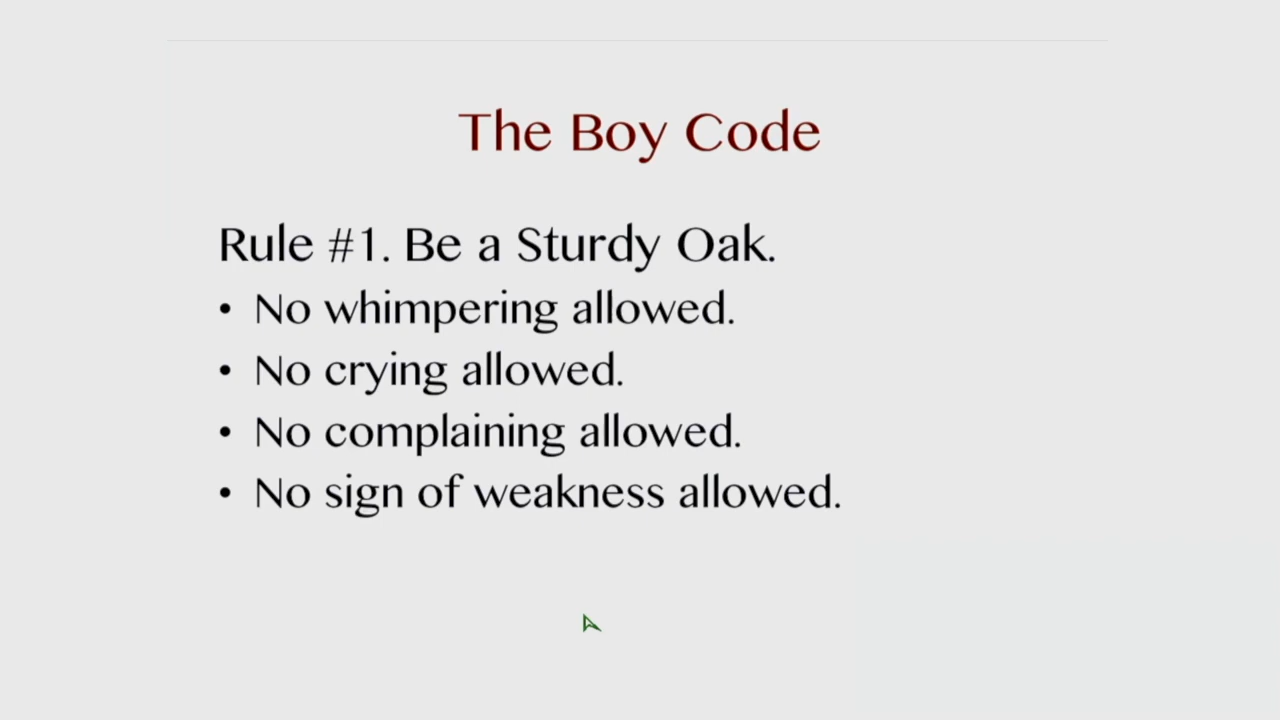 The Boy Code
Rule #1. Be a Sturdy Oak.
• No whimpering allowed.
• No crying allowed.
• No complaining allowed.
• No sign of weakness allowed.